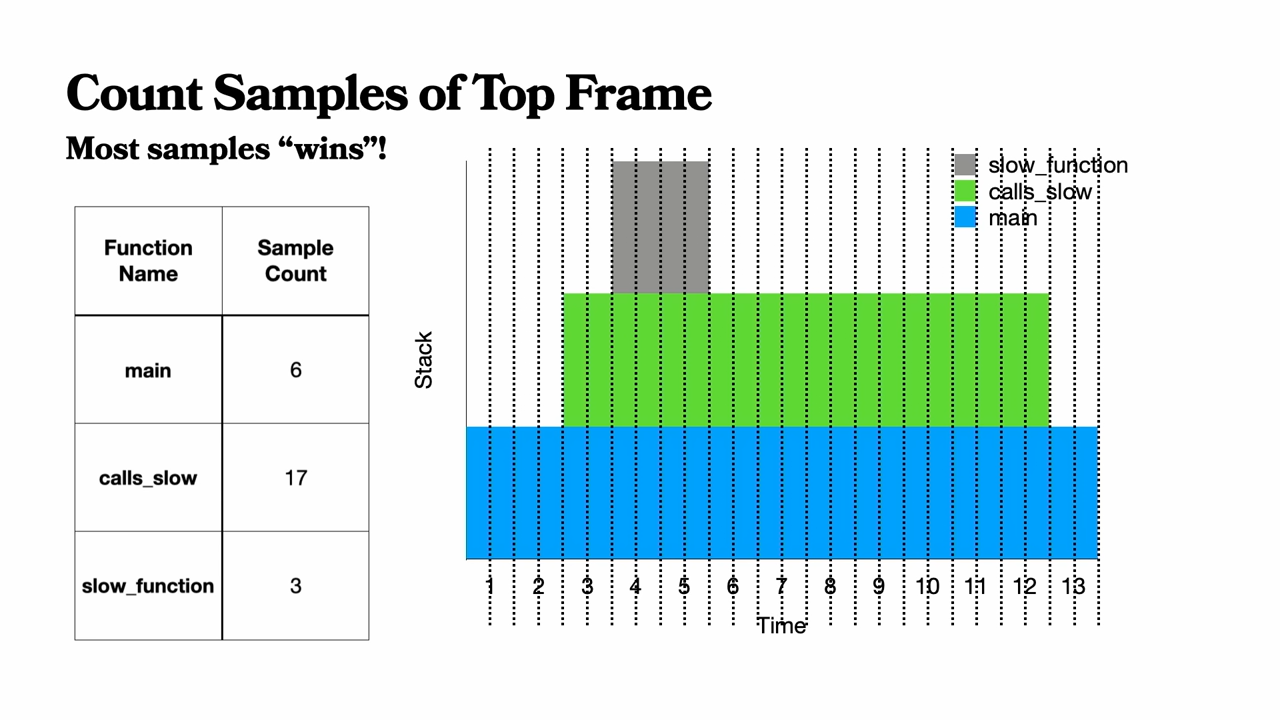 Count Samples of Top Frame
Most samples “wins”!
Function Name
Sample Count
main
6
calls_slow
17
slow_function
3
slow_function
calls_slow
main
Stack
1 2 3 4 5 6 7 8 9 10 11 12 13
Time